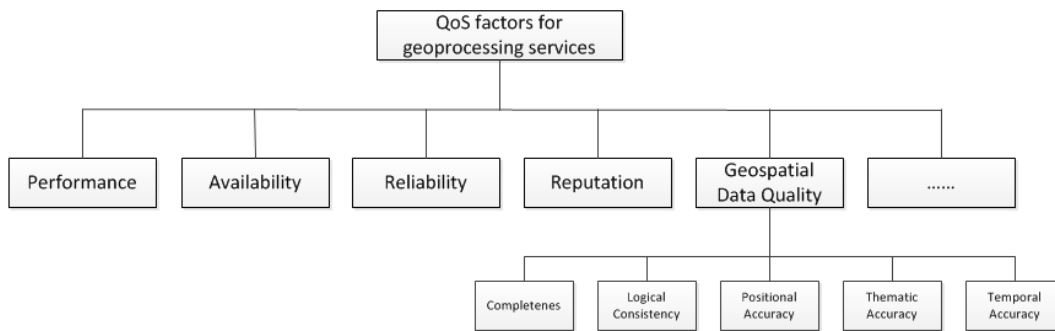 QoS factors for
geoprocessing services
Performance
Availability
Reliability
Reputation
Geospatial
Data Quality
......
Completenes
Logical
Consistency
Positional
Accuracy
Thematic
Accuracy
Temporal
Accuracy